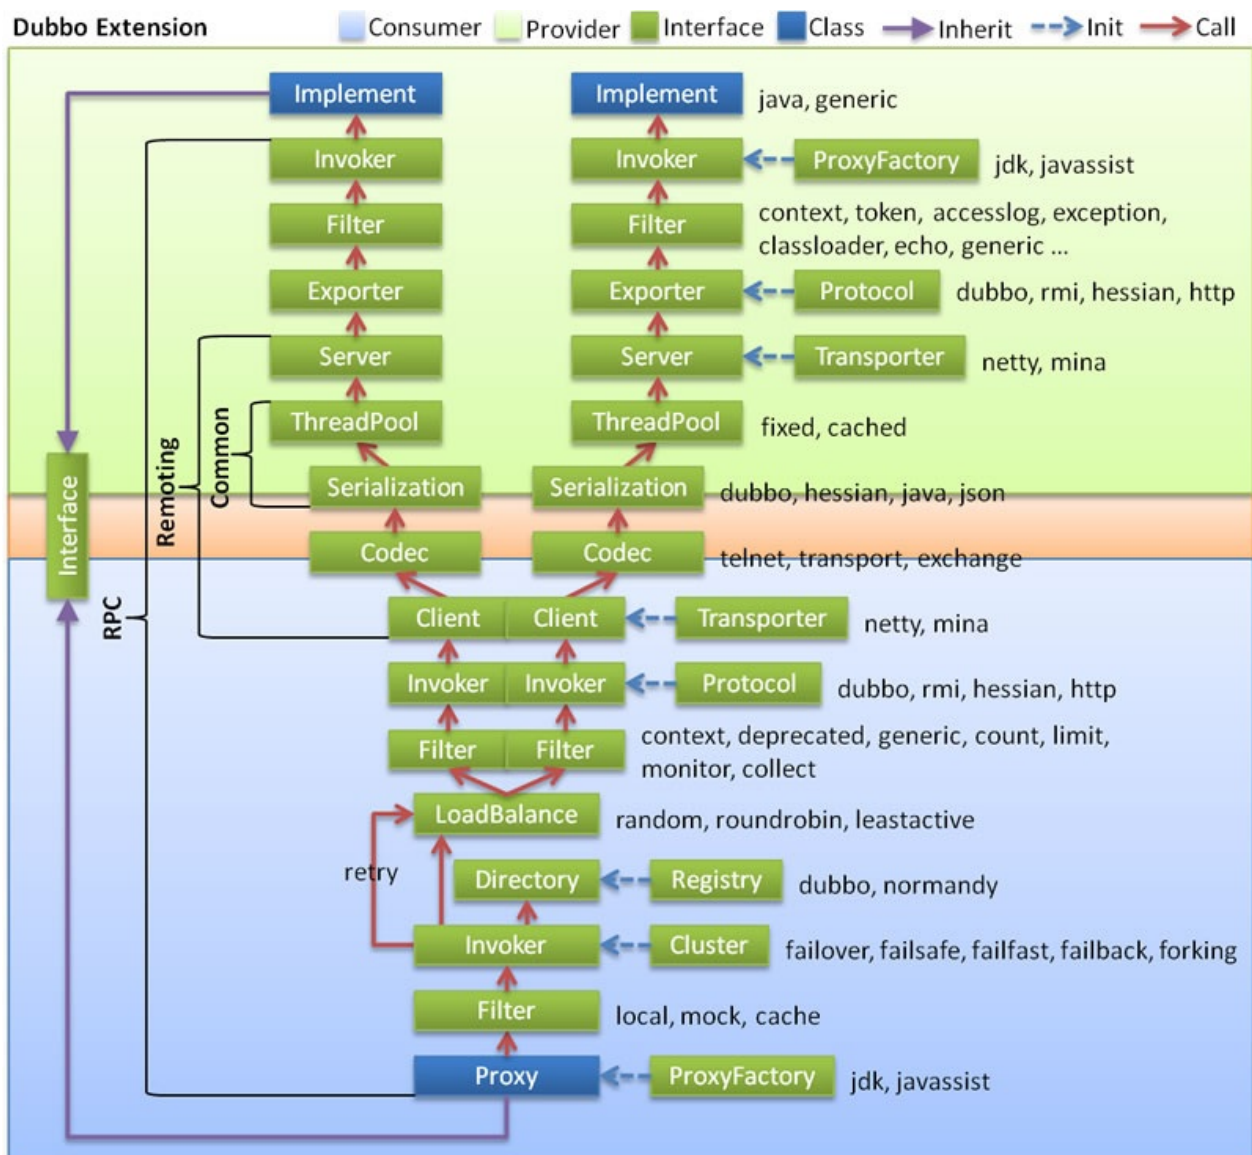 Dubbo Extension Consumer Provider Interface Class Inherit Init Call
Implement Implement java, generic
Invoker Invoker ProxyFactory jdk, javassist
Filter Filter context, token, accesslog, exception,
classloader, echo, generic ...
Exporter Exporter Protocol dubbo, rmi, hessian, http
Server Server Transporter netty, mina
ThreadPool ThreadPool fixed, cached
Common
Remoting
Serialization Serialization dubbo, hessian, java, json
Interface
Codec Codec telnet, transport, exchange
RPC
Client Client Transporter netty, mina
Invoker Invoker Protocol dubbo, rmi, hessian, http
Filter Filter context, deprecated, generic, count, limit,
monitor, collect
LoadBalance random, roundrobin, leastactive
retry
Directory Registry dubbo, normandy
Invoker Cluster failover, failsafe, failfast, failback, forking
Filter local, mock, cache
Proxy ProxyFactory jdk, javassist